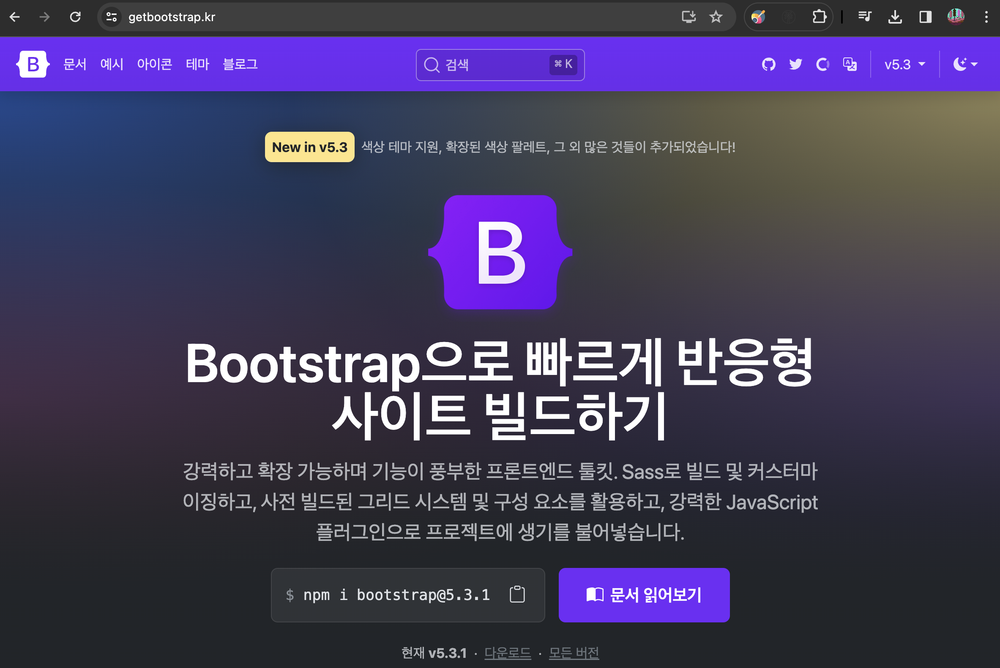 getbootstrap.kr
B 문서 예시 아이콘 테마 블로그 검색 ⌘ K v5.3
New in v5.3 색상 테마 지원, 확장된 색상 팔레트, 그 외 많은 것들이 추가되었습니다!
B
Bootstrap으로 빠르게 반응형
사이트 빌드하기
강력하고 확장 가능하며 기능이 풍부한 프론트엔드 툴킷. Sass로 빌드 및 커스터마
이징하고, 사전 빌드된 그리드 시스템 및 구성 요소를 활용하고, 강력한 JavaScript
플러그인으로 프로젝트에 생기를 불어넣습니다.
$ npm i bootstrap@5.3.1 문서 읽어보기
현재 v5.3.1 · 다운로드 · 모든 버전